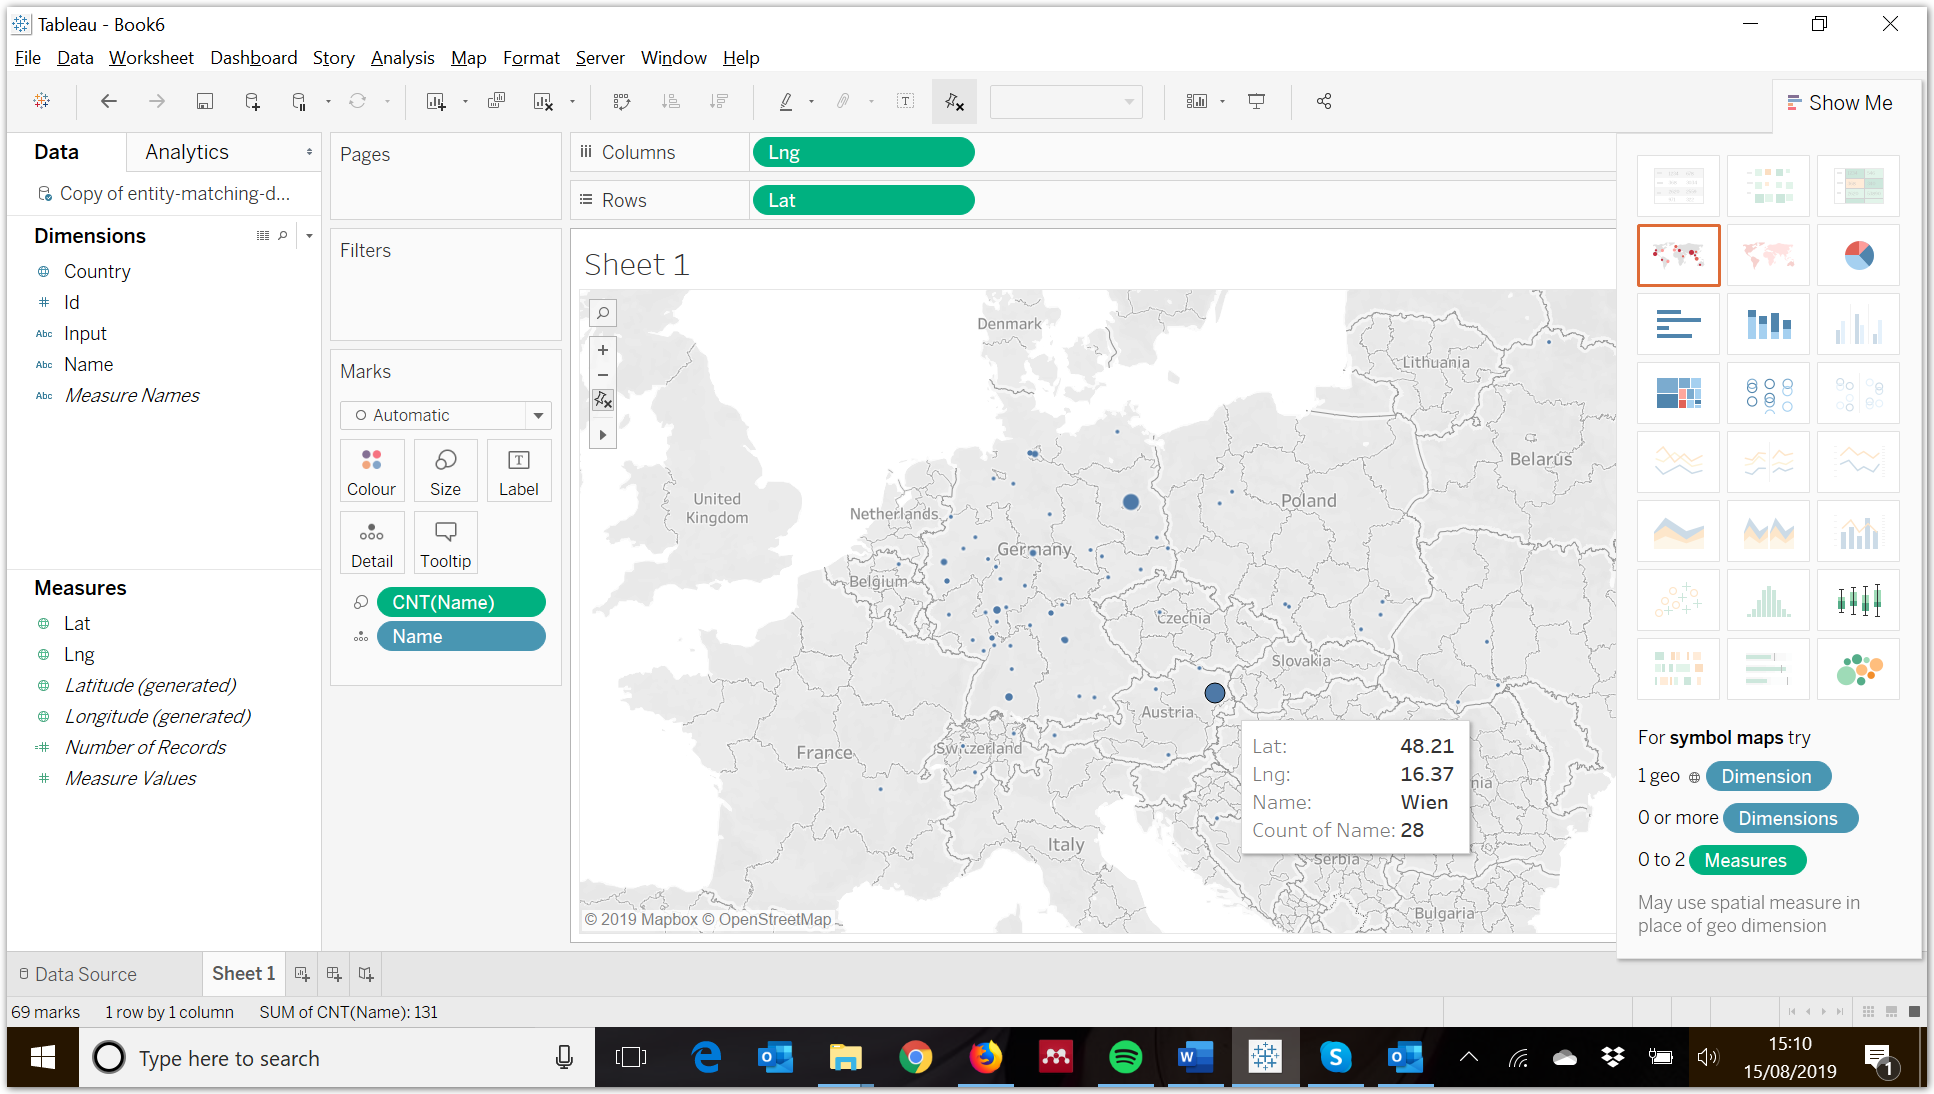 Tableau - Book6
File Data Worksheet Dashboard Story Analysis Map Format Server Window Help
Show Me
Data Analytics
Copy of entity-matching-d...
Dimensions
Country
Id
Abc Input
Abc Name
Abc Measure Names
Measures
Lat
Lng
Latitude (generated)
Longitude (generated)
Number of Records
Measure Values
Pages
Filters
Marks
Automatic
Colour Size Label
Detail Tooltip
CNT(Name)
Name
Columns Lng
Rows Lat
Sheet 1
Denmark
Lithuania
United
Kingdom
Netherlands
Belarus
Poland
Germany
Belgium
Czechia
Slovakia
Austria
Switzerland
France
Italy
nia
Serbia
Bulgaria
Lat: 48.21
Lng: 16.37
Name: Wien
Count of Name: 28
© 2019 Mapbox © OpenStreetMap
For symbol maps try
1 geo Dimension
0 or more Dimensions
0 to 2 Measures
May use spatial measure in
place of geo dimension
Data Source Sheet 1
69 marks 1 row by 1 column SUM of CNT(Name): 131
Type here to search
15:10
15/08/2019
1